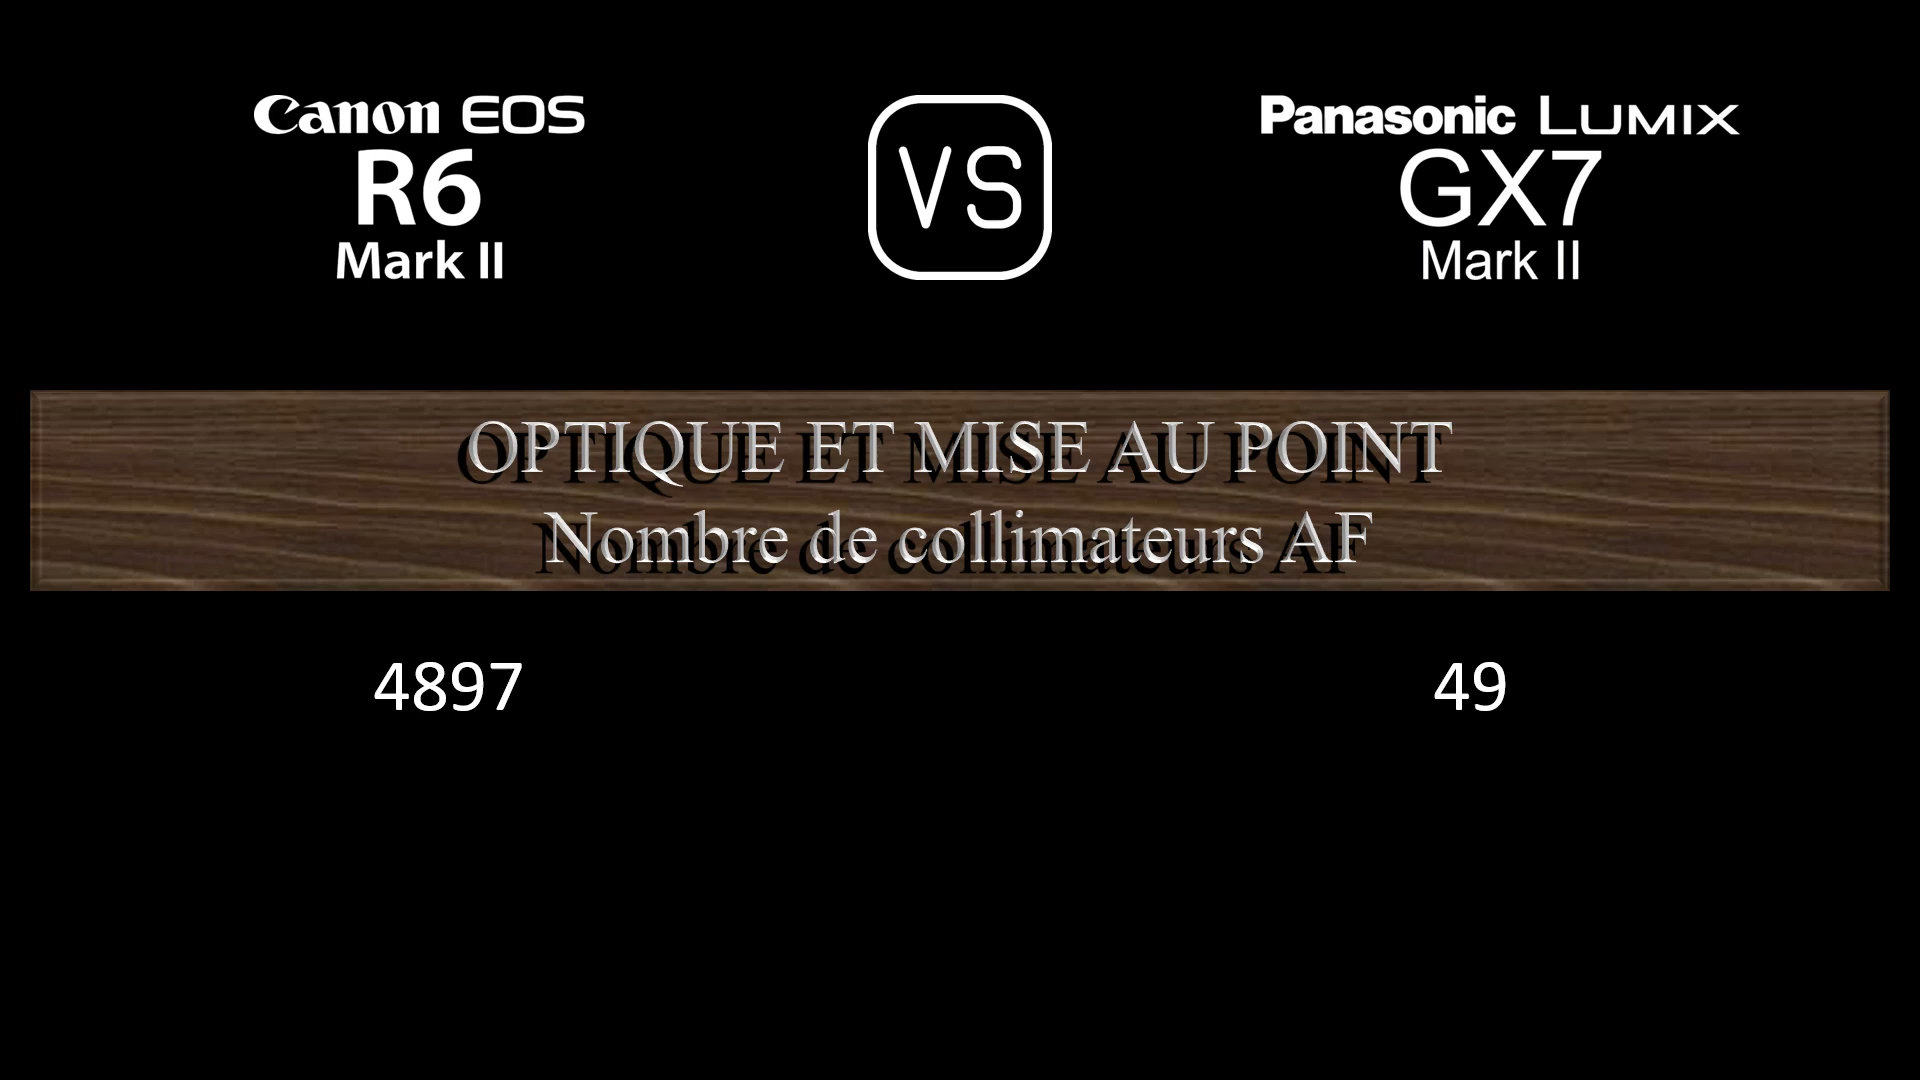 Canon EOS
R6
Mark II
VS
Panasonic LUMIX
GX7
Mark II
OPTIQUE ET MISE AU POINT
Nombre de collimateurs AF
4897
49